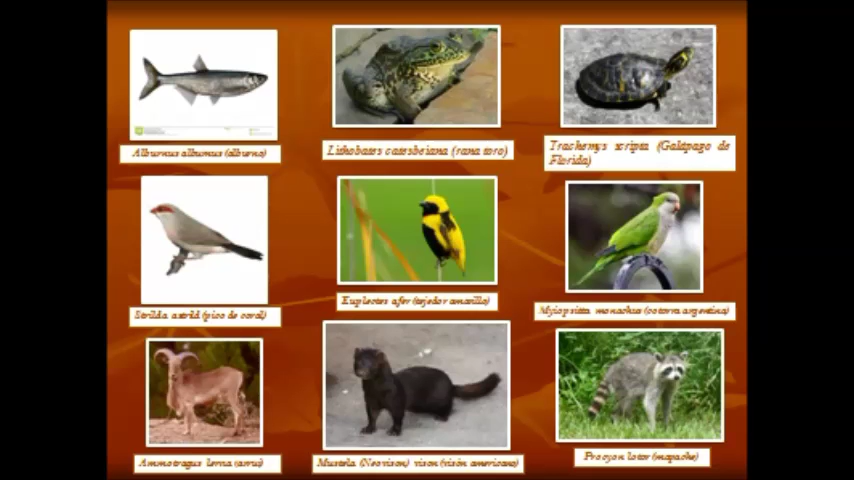 Alburnus alburnus (alburno)
Lithobates catesbeiana (rana toro)
Trachemys scripta (Galápago de
Florida)
Estrilda astrild (pico de coral)
Euplectes afer (tejedor amarillo)
Myiopsitta monachus (cotorra argentina)
Ammotragus lervia (arrui)
Mustela (Neovison) vison (visón americano)
Procyon lotor (mapache)